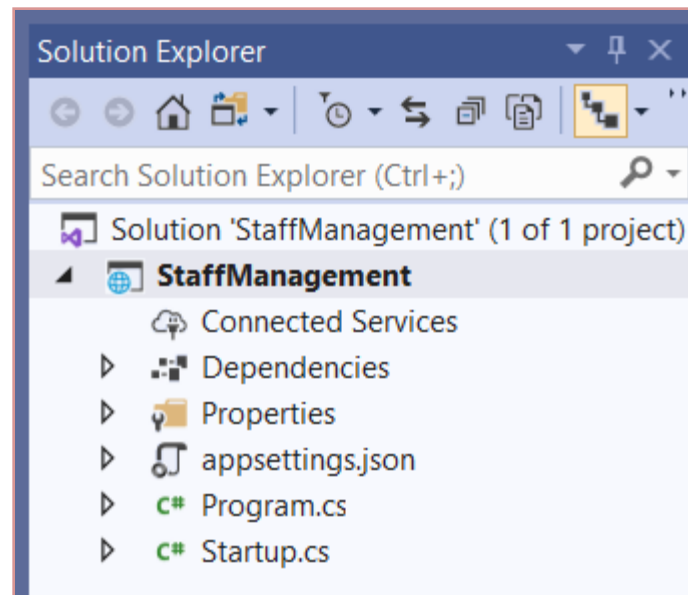 Solution Explorer
Search Solution Explorer (Ctrl+;)
Solution 'StaffManagement' (1 of 1 project)
StaffManagement
Connected Services
Dependencies
Properties
appsettings.json
C# Program.cs
C# Startup.cs